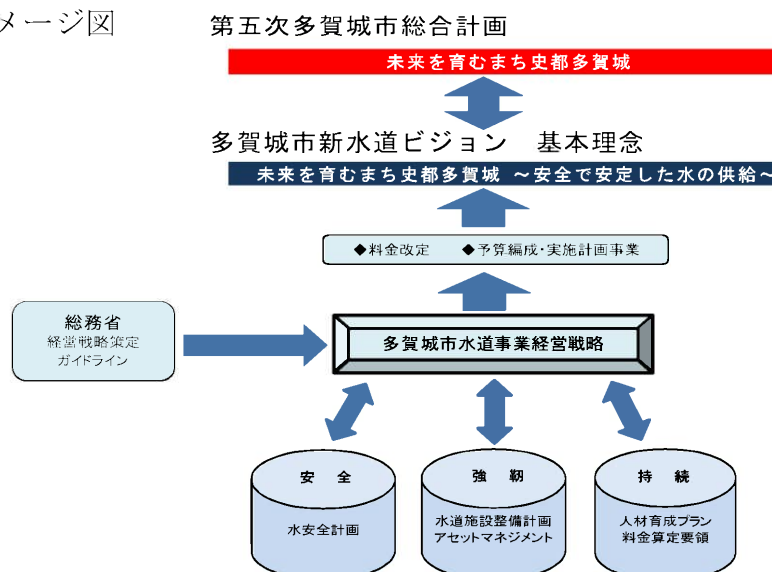 メージ図
第五次多賀城市総合計画
未来を育むまち史都多賀城
多賀城市新水道ビジョン　基本理念
未来を育むまち史都多賀城 ～安全で安定した水の供給～
◆料金改定　◆予算編成・実施計画事業
総務省
経営戦略策定
ガイドライン
多賀城市水道事業経営戦略
安　全
水安全計画
強　靭
水道施設整備計画
アセットマネジメント
持　続
人材育成プラン
料金算定要領